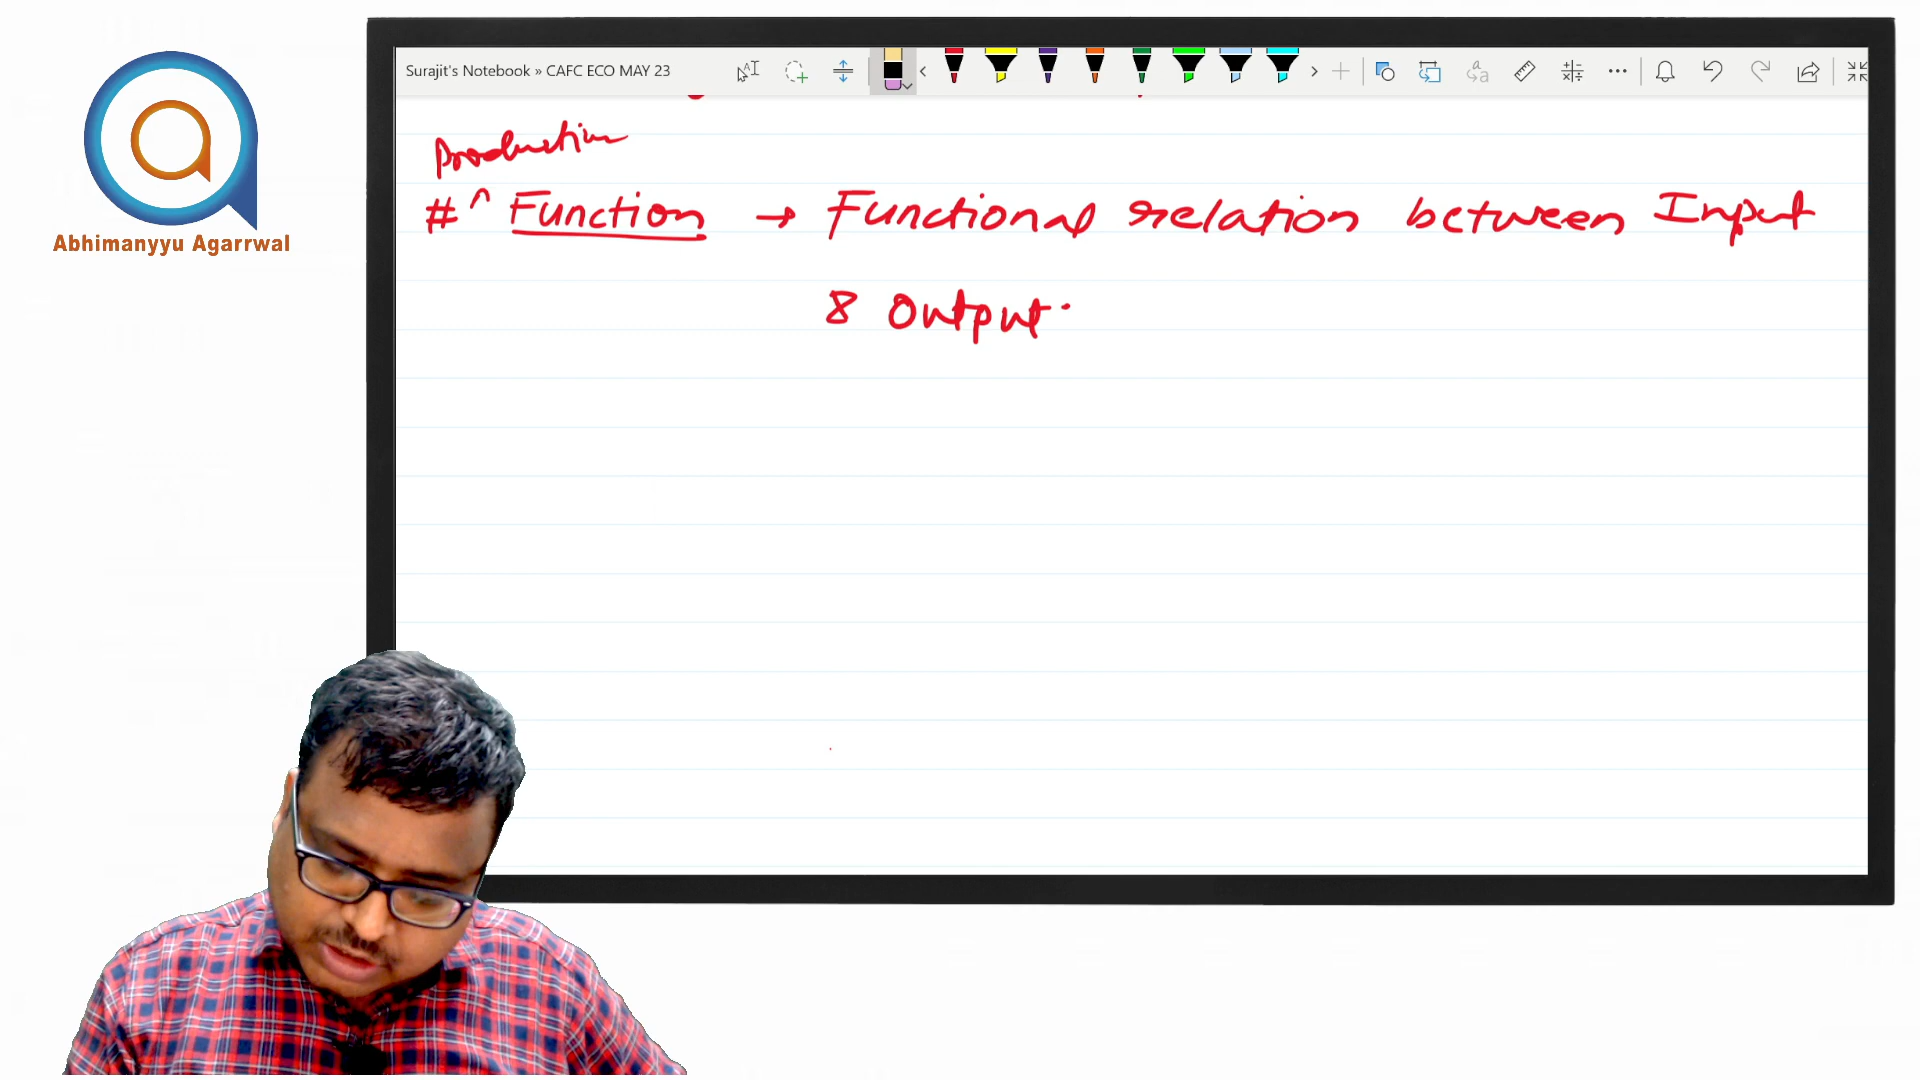 Abhimanyyu Agarrwal
Surajit's Notebook » CAFC ECO MAY 23
Production
# ^ Function → Functional relation between Input
& Output.